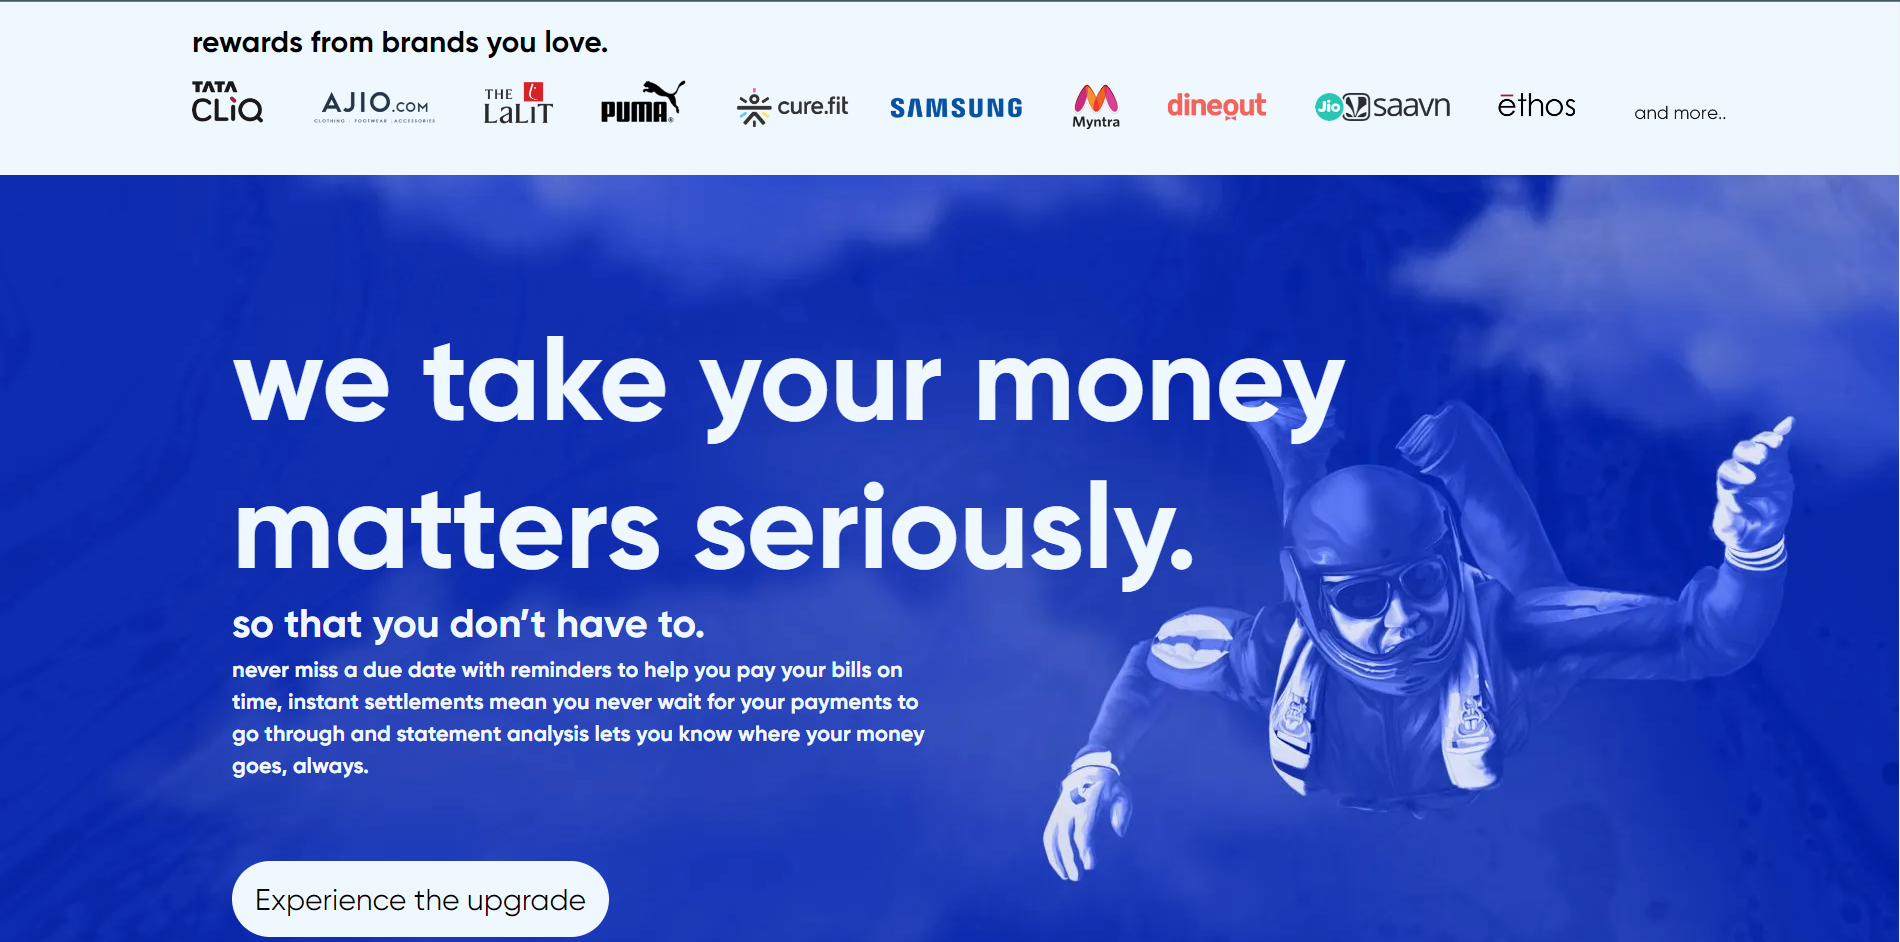 rewards from brands you love.
TATA
CLiQ
AJIO.COM
CLOTHING | FOOTWEAR | ACCESSORIES
THE
LaLiT
PUMA®
cure.fit
SAMSUNG
Myntra
dineout
Jio saavn
ēthos
and more..
we take your money
matters seriously.
so that you don’t have to.
never miss a due date with reminders to help you pay your bills on
time, instant settlements mean you never wait for your payments to
go through and statement analysis lets you know where your money
goes, always.
Experience the upgrade